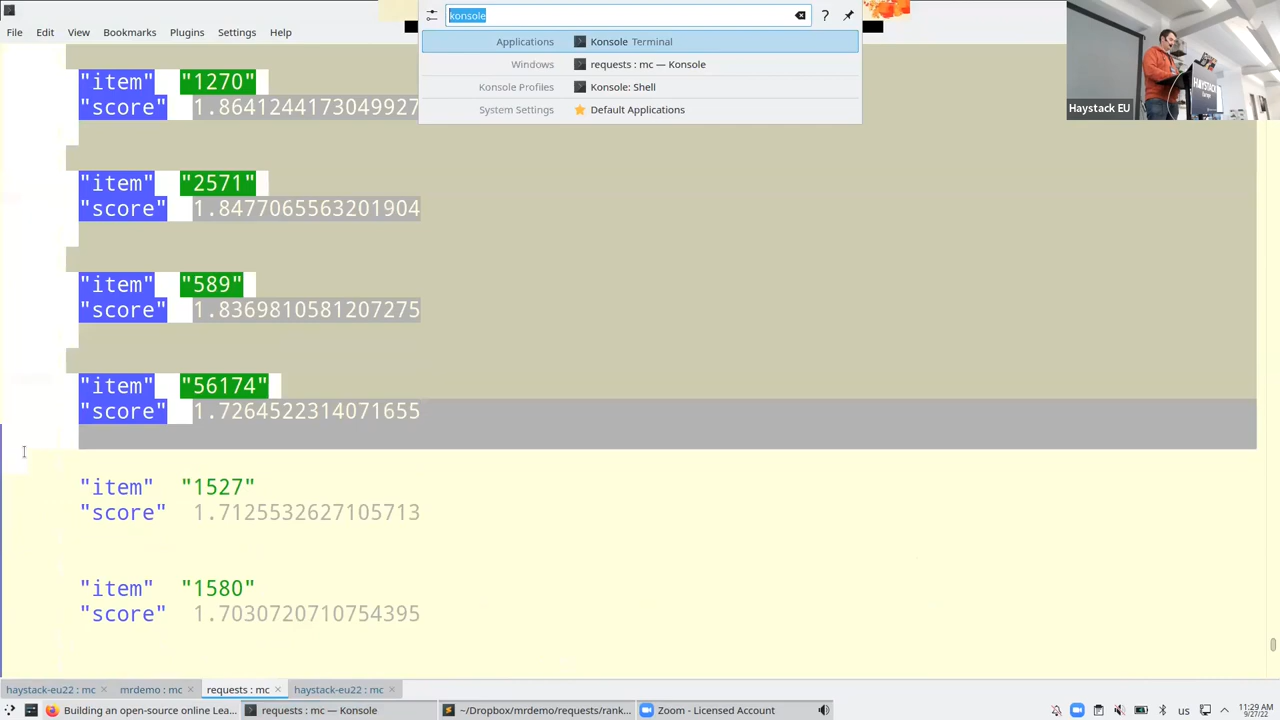 konsole
?
File Edit View Bookmarks Plugins Settings Help
Applications Konsole Terminal
Windows requests : mc — Konsole
Konsole Profiles Konsole: Shell
System Settings Default Applications
HAYSTACK
Haystack EU
"item" "1270"
"score" 1.8641244173049927
"item" "2571"
"score" 1.8477065563201904
"item" "589"
"score" 1.8369810581207275
"item" "56174"
"score" 1.7264522314071655
"item" "1527"
"score" 1.7125532627105713
"item" "1580"
"score" 1.7030720710754395
haystack-eu22 : mc mrdemo : mc requests : mc haystack-eu22 : mc
Building an open-source online Lea... requests : mc — Konsole ~/Dropbox/mrdemo/requests/rank... Zoom - Licensed Account us 11:29 AM
9/27/22